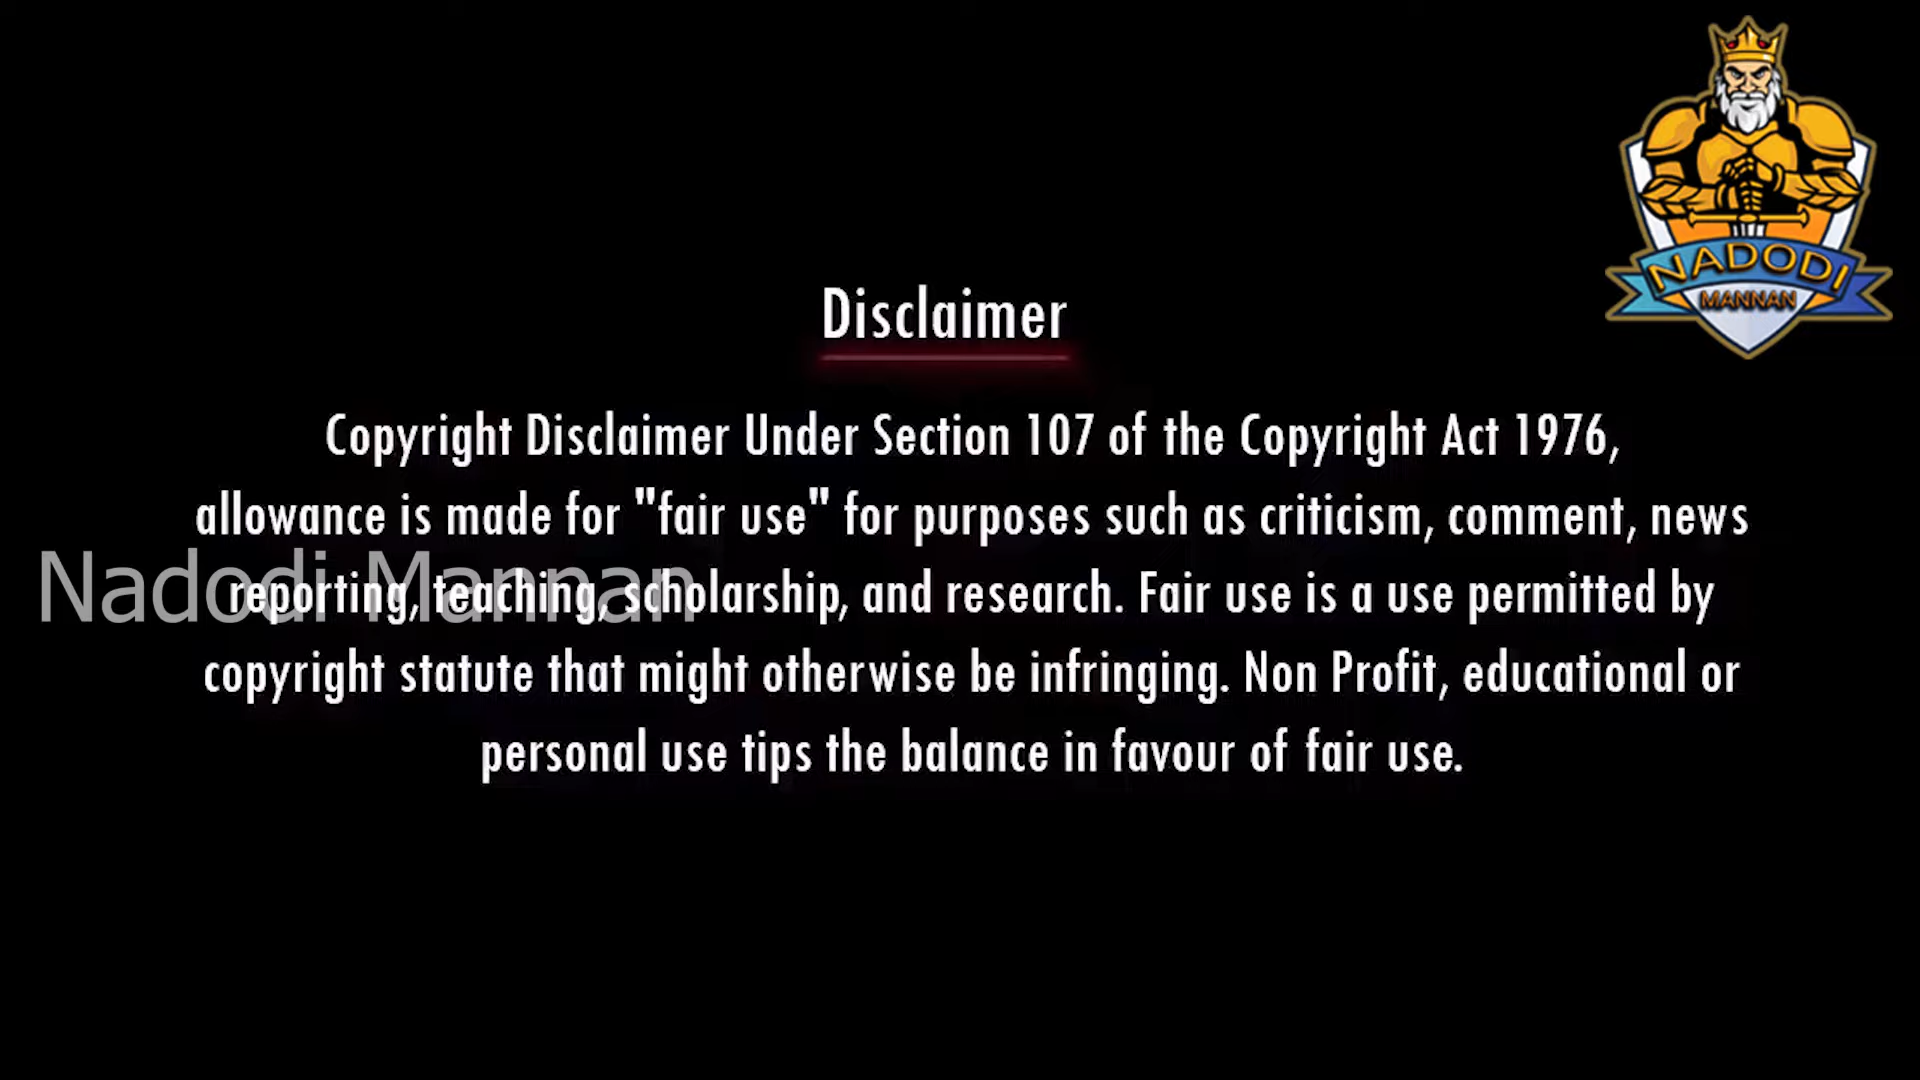 NADODI
MANNAN
Disclaimer
Copyright Disclaimer Under Section 107 of the Copyright Act 1976,
allowance is made for "fair use" for purposes such as criticism, comment, news
reporting, teaching, scholarship, and research. Fair use is a use permitted by
Nadodi Mannan
copyright statute that might otherwise be infringing. Non Profit, educational or
personal use tips the balance in favour of fair use.